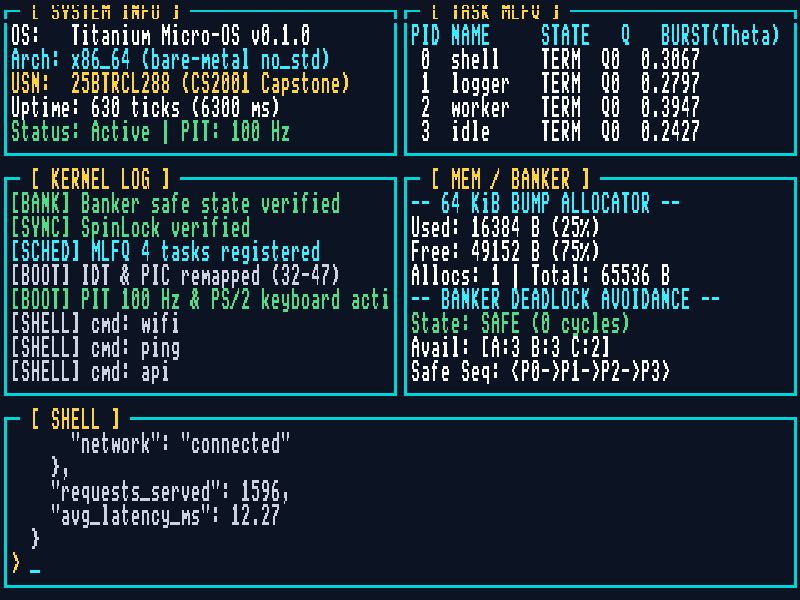 [ SYSTEM INFO ]
OS:   Titanium Micro-OS v0.1.0
Arch: x86_64 (bare-metal no_std)
USN:  25BTRCL288 (CS2001 Capstone)
Uptime: 630 ticks (6300 ms)
Status: Active | PIT: 100 Hz
[ TASK MLFQ ]
PID NAME     STATE   Q   BURST(Theta)
0  shell    TERM  Q0  0.3067
1  logger   TERM  Q0  0.2797
2  worker   TERM  Q0  0.3947
3  idle     TERM  Q0  0.2427
[ KERNEL LOG ]
[BANK] Banker safe state verified
[SYNC] SpinLock verified
[SCHED] MLFQ 4 tasks registered
[BOOT] IDT & PIC remapped (32-47)
[BOOT] PIT 100 Hz & PS/2 keyboard acti
[SHELL] cmd: wifi
[SHELL] cmd: ping
[SHELL] cmd: api
[ MEM / BANKER ]
-- 64 KiB BUMP ALLOCATOR --
Used: 16384 B (25%)
Free: 49152 B (75%)
Allocs: 1 | Total: 65536 B
-- BANKER DEADLOCK AVOIDANCE --
State: SAFE (0 cycles)
Avail: [A:3 B:3 C:2]
Safe Seq: <P0->P1->P2->P3>
[ SHELL ]
"network": "connected"
},
"requests_served": 1596,
"avg_latency_ms": 12.27
}
> _